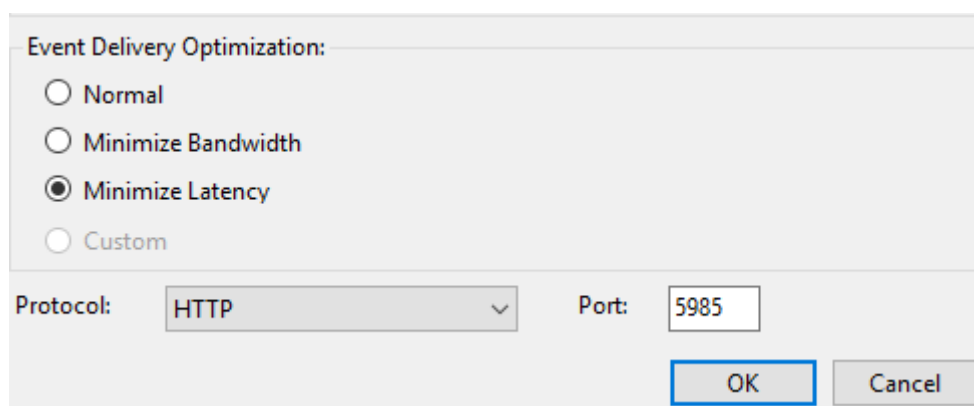 Event Delivery Optimization:
Normal
Minimize Bandwidth
Minimize Latency
Custom
Protocol: HTTP Port: 5985
OK Cancel